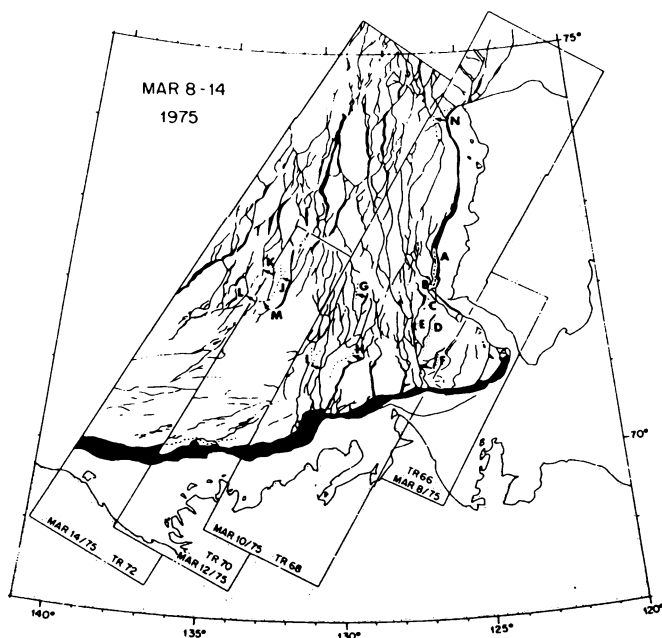 75°
MAR 8-14
1975
N
A
I
K
J
L
M
G
B
C
E
D
H
F
70°
TR 66
MAR 8/75
MAR 10/75 TR 68
TR 70
MAR 12/75
MAR 14/75 TR 72
140°
135°
130°
125°
120°